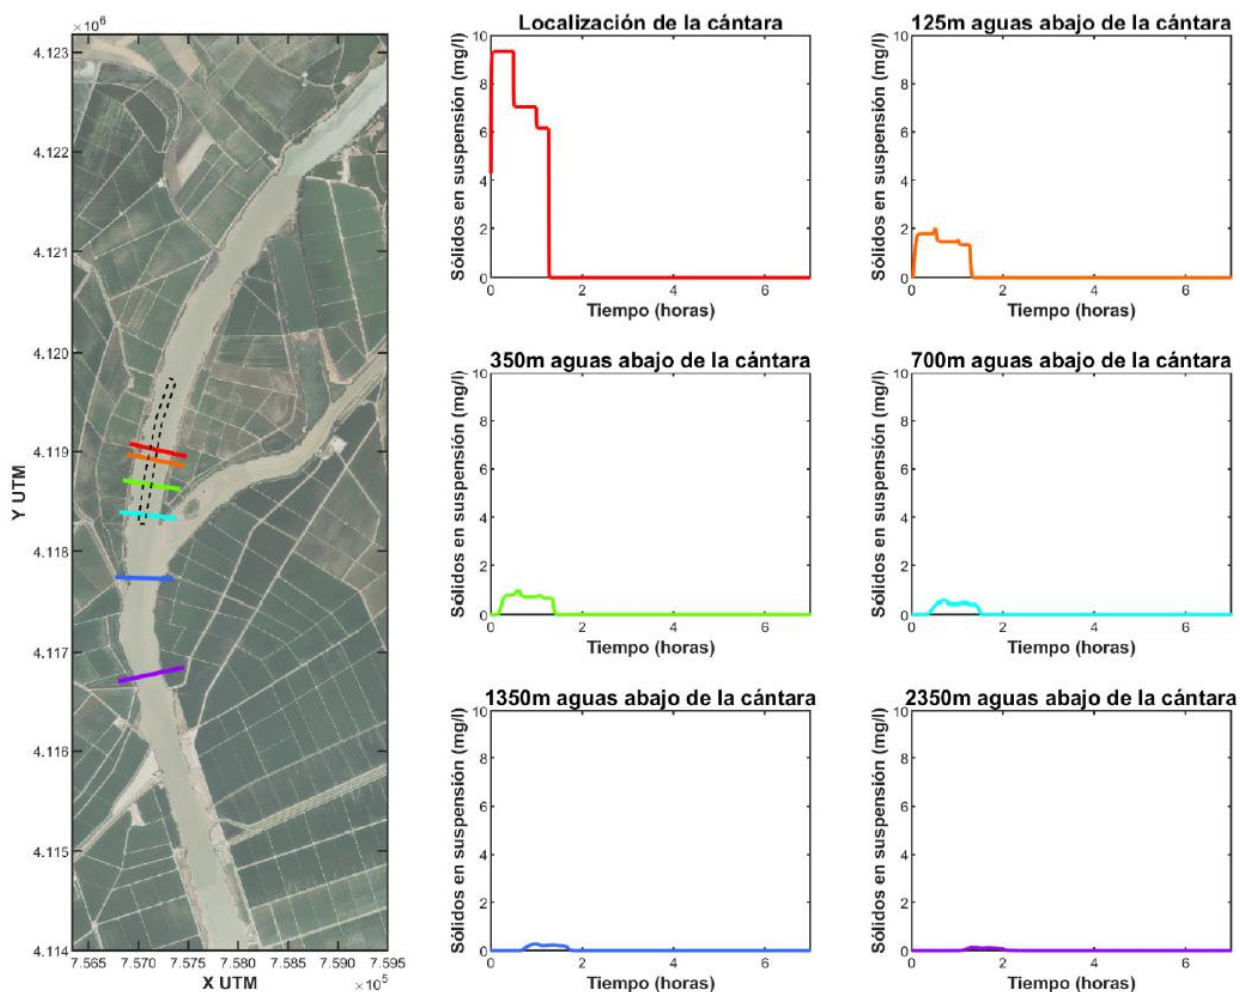 ×10⁶
4.123
4.122
4.121
4.120
4.119
4.118
4.117
4.116
4.115
4.114
Y UTM
7.565 7.570 7.575 7.580 7.585 7.590 7.595
X UTM
×10⁵
Localización de la cántara
Sólidos en suspensión (mg/l)
10
8
6
4
2
0
0 2 4 6
Tiempo (horas)
125m aguas abajo de la cántara
Sólidos en suspensión (mg/l)
10
8
6
4
2
0
0 2 4 6
Tiempo (horas)
350m aguas abajo de la cántara
Sólidos en suspensión (mg/l)
10
8
6
4
2
0
0 2 4 6
Tiempo (horas)
700m aguas abajo de la cántara
Sólidos en suspensión (mg/l)
10
8
6
4
2
0
0 2 4 6
Tiempo (horas)
1350m aguas abajo de la cántara
Sólidos en suspensión (mg/l)
10
8
6
4
2
0
0 2 4 6
Tiempo (horas)
2350m aguas abajo de la cántara
Sólidos en suspensión (mg/l)
10
8
6
4
2
0
0 2 4 6
Tiempo (horas)